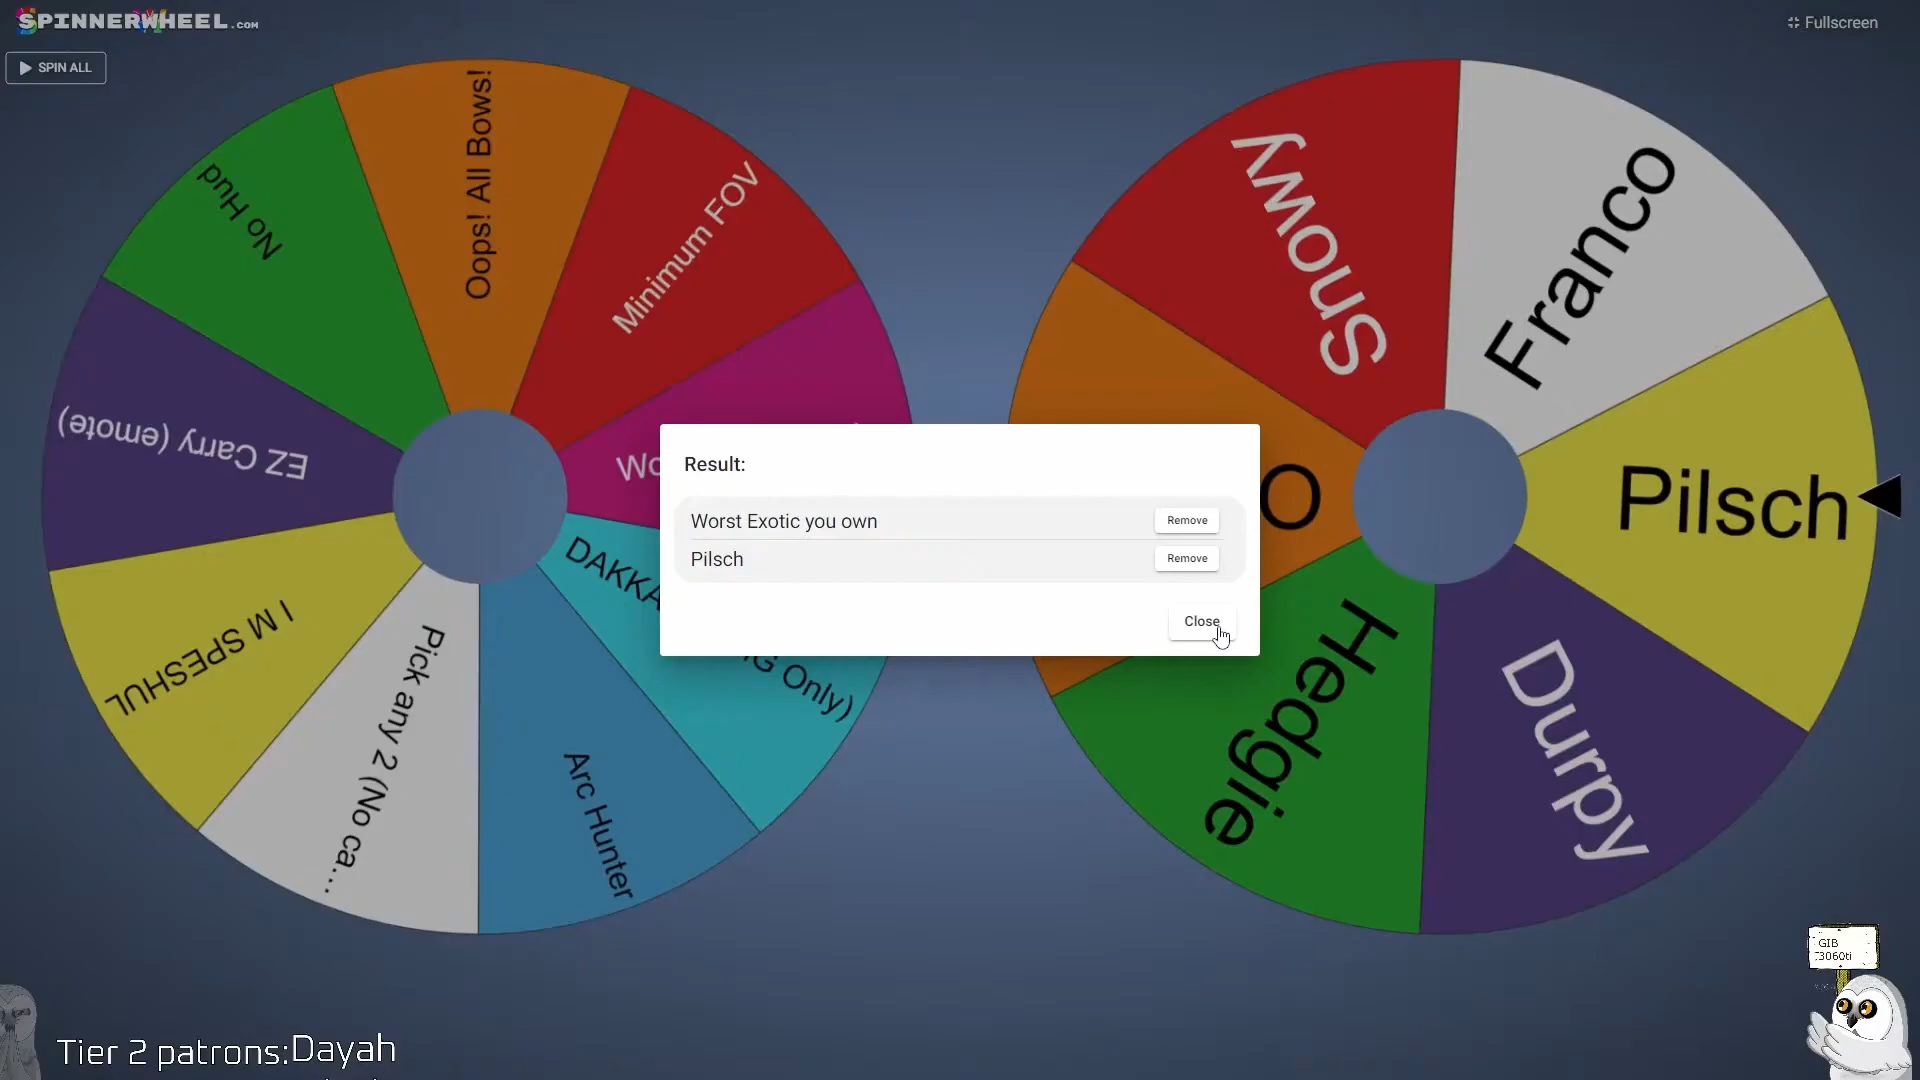 SPINNERWHEEL.COM
Fullscreen
SPIN ALL
No Hud
Oops! All Bows!
Minimum FOV
EZ Carry (emote)
I M SPESHUL
Pick any 2 (No ca...
Arc Hunter
DAKKA
G Only)
Snowy
Franco
Pilsch
Durpy
Hedgie
O
Result:
Worst Exotic you own
Remove
Pilsch
Remove
Close
GIB
3060ti
Tier 2 patrons:Dayah